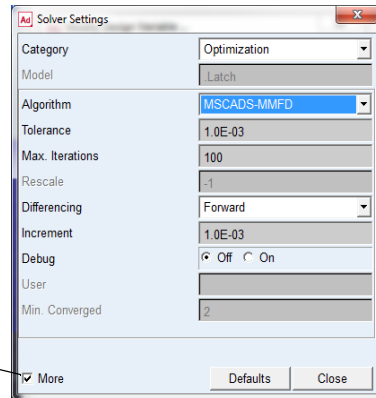 Ad Solver Settings x
Category Optimization
Model .Latch
Algorithm MSCADS-MMFD
Tolerance 1.0E-03
Max. Iterations 100
Rescale -1
Differencing Forward
Increment 1.0E-03
Debug Off On
User
Min. Converged 2
More Defaults Close